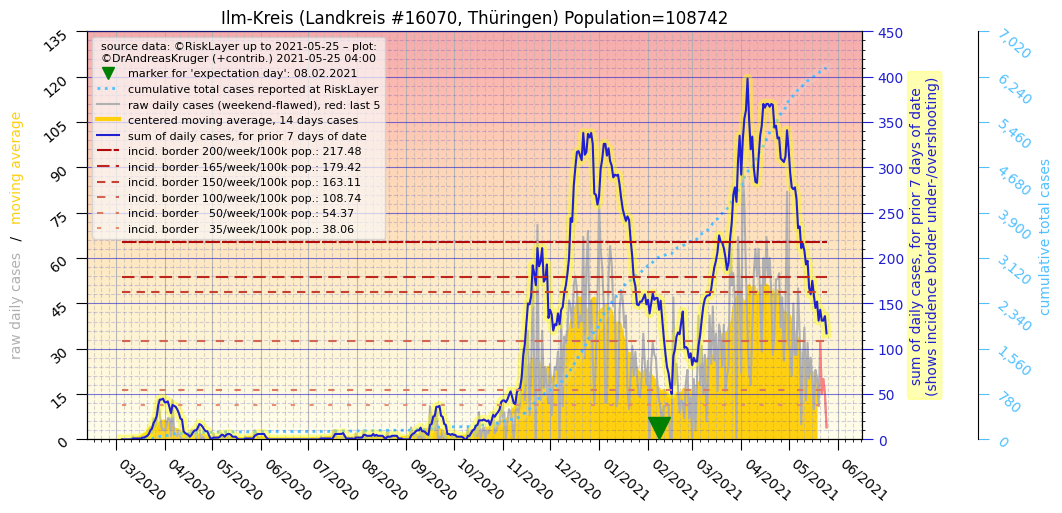 Ilm-Kreis (Landkreis #16070, Thüringen) Population=108742
source data: ©RiskLayer up to 2021-05-25 – plot:
©DrAndreasKruger (+contrib.) 2021-05-25 04:00
marker for 'expectation day': 08.02.2021
cumulative total cases reported at RiskLayer
raw daily cases (weekend-flawed), red: last 5
centered moving average, 14 days cases
sum of daily cases, for prior 7 days of date
incid. border 200/week/100k pop.: 217.48
incid. border 165/week/100k pop.: 179.42
incid. border 150/week/100k pop.: 163.11
incid. border 100/week/100k pop.: 108.74
incid. border   50/week/100k pop.: 54.37
incid. border   35/week/100k pop.: 38.06
raw daily cases / moving average
135
120
105
90
75
60
45
30
15
0
03/2020
04/2020
05/2020
06/2020
07/2020
08/2020
09/2020
10/2020
11/2020
12/2020
01/2021
02/2021
03/2021
04/2021
05/2021
06/2021
450
400
350
300
250
200
150
100
50
0
sum of daily cases, for prior 7 days of date
(shows incidence border under-/overshooting)
7,020
6,240
5,460
4,680
3,900
3,120
2,340
1,560
780
0
cumulative total cases